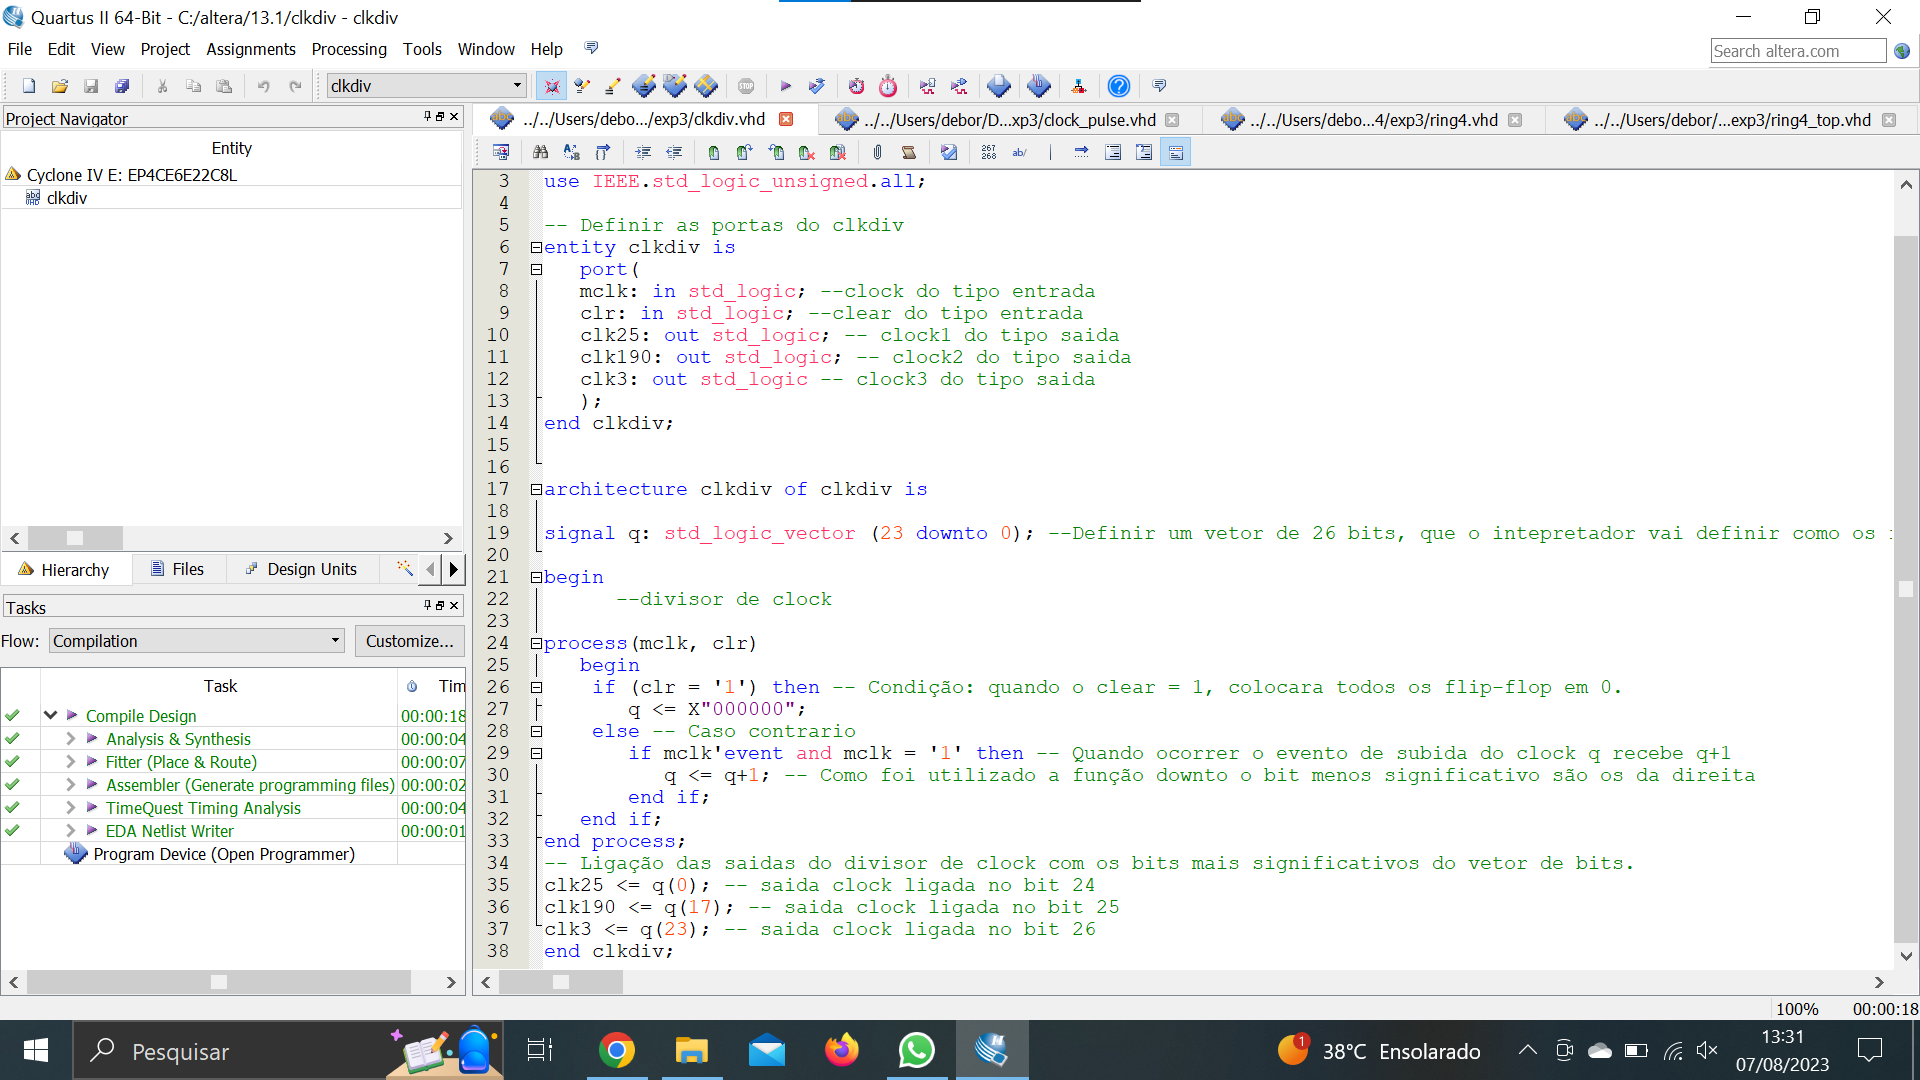 Quartus II 64-Bit - C:/altera/13.1/clkdiv - clkdiv
File Edit View Project Assignments Processing Tools Window Help
Search altera.com
clkdiv
Project Navigator
Entity
Cyclone IV E: EP4CE6E22C8L
clkdiv
Hierarchy Files Design Units
Tasks
Flow: Compilation Customize...
Task Tim
Compile Design 00:00:18
Analysis & Synthesis 00:00:04
Fitter (Place & Route) 00:00:07
Assembler (Generate programming files) 00:00:02
TimeQuest Timing Analysis 00:00:04
EDA Netlist Writer 00:00:01
Program Device (Open Programmer)
../../Users/debo.../exp3/clkdiv.vhd ../../Users/debor/D...xp3/clock_pulse.vhd ../../Users/debo...4/exp3/ring4.vhd ../../Users/debor/...exp3/ring4_top.vhd
267
268 ab/
3 use IEEE.std_logic_unsigned.all;
4
5 -- Definir as portas do clkdiv
6 entity clkdiv is
7 port(
8 mclk: in std_logic; --clock do tipo entrada
9 clr: in std_logic; --clear do tipo entrada
10 clk25: out std_logic; -- clock1 do tipo saida
11 clk190: out std_logic; -- clock2 do tipo saida
12 clk3: out std_logic -- clock3 do tipo saida
13 );
14 end clkdiv;
15
16
17 architecture clkdiv of clkdiv is
18
19 signal q: std_logic_vector (23 downto 0); --Definir um vetor de 26 bits, que o intepretador vai definir como os
20
21 begin
22 --divisor de clock
23
24 process(mclk, clr)
25 begin
26 if (clr = '1') then -- Condição: quando o clear = 1, colocara todos os flip-flop em 0.
27 q <= X"000000";
28 else -- Caso contrario
29 if mclk'event and mclk = '1' then -- Quando ocorrer o evento de subida do clock q recebe q+1
30 q <= q+1; -- Como foi utilizado a função downto o bit menos significativo são os da direita
31 end if;
32 end if;
33 end process;
34 -- Ligação das saidas do divisor de clock com os bits mais significativos do vetor de bits.
35 clk25 <= q(0); -- saida clock ligada no bit 24
36 clk190 <= q(17); -- saida clock ligada no bit 25
37 clk3 <= q(23); -- saida clock ligada no bit 26
38 end clkdiv;
100% 00:00:18
Pesquisar
1 38°C Ensolarado
13:31
07/08/2023